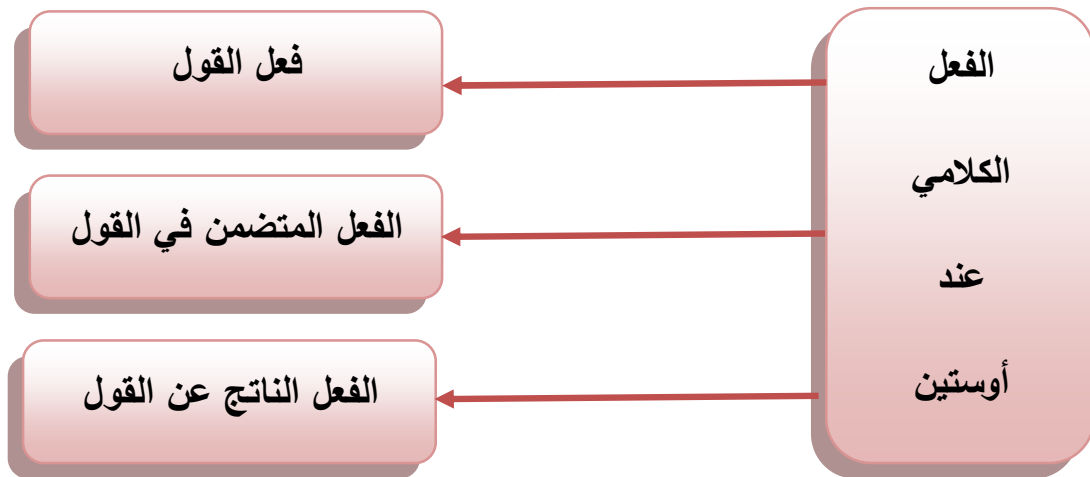 الفعل
الكلامي
عند
أوستين
فعل القول
الفعل المتضمن في القول
الفعل الناتج عن القول